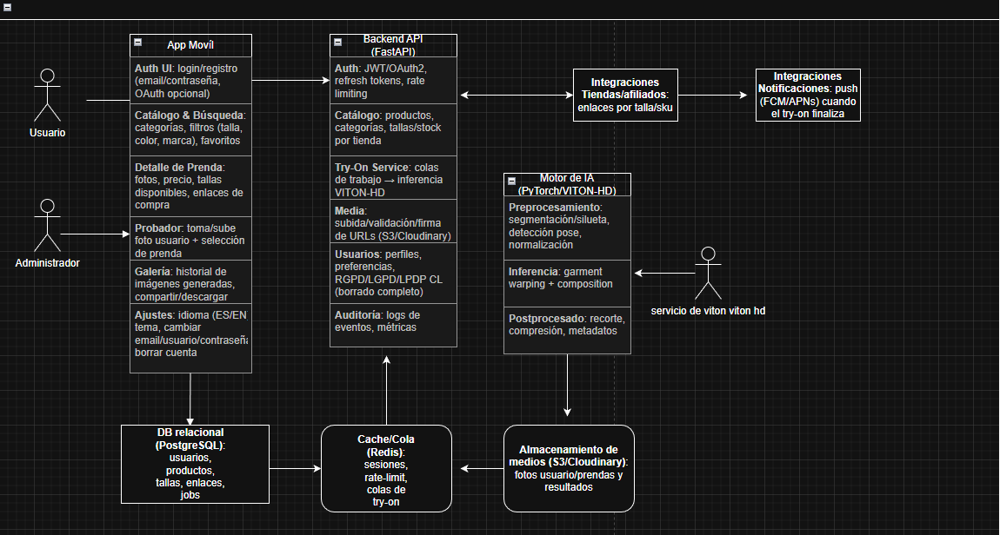 App Movíl
Auth UI: login/registro
(email/contraseña,
OAuth opcional)
Catálogo & Búsqueda:
categorías, filtros (talla,
color, marca), favoritos
Detalle de Prenda:
fotos, precio, tallas
disponibles, enlaces de
compra
Probador: toma/sube
foto usuario + selección
de prenda
Galería: historial de
imágenes generadas,
compartir/descargar
Ajustes: idioma (ES/EN)
tema, cambiar
email/usuario/contraseña
borrar cuenta
Usuario
Administrador
Backend API
(FastAPI)
Auth: JWT/OAuth2,
refresh tokens, rate
limiting
Catálogo: productos,
categorías, tallas/stock
por tienda
Try-On Service: colas
de trabajo → inferencia
VITON-HD
Media:
subida/validación/firma
de URLs (S3/Cloudinary)
Usuarios: perfiles,
preferencias,
RGPD/LGPD/LPDP CL
(borrado completo)
Auditoría: logs de
eventos, métricas
Integraciones
Tiendas/afiliados:
enlaces por talla/sku
Integraciones
Notificaciones: push
(FCM/APNs) cuando
el try-on finaliza
Motor de IA
(PyTorch/VITON-HD)
Preprocesamiento:
segmentación/silueta,
detección pose,
normalización
Inferencia: garment
warping + composition
Postprocesado: recorte,
compresión, metadatos
servicio de viton viton hd
DB relacional
(PostgreSQL):
usuarios,
productos,
tallas, enlaces,
jobs
Cache/Cola
(Redis):
sesiones,
rate-limit,
colas de
try-on
Almacenamiento de
medios (S3/Cloudinary):
fotos usuario/prendas y
resultados